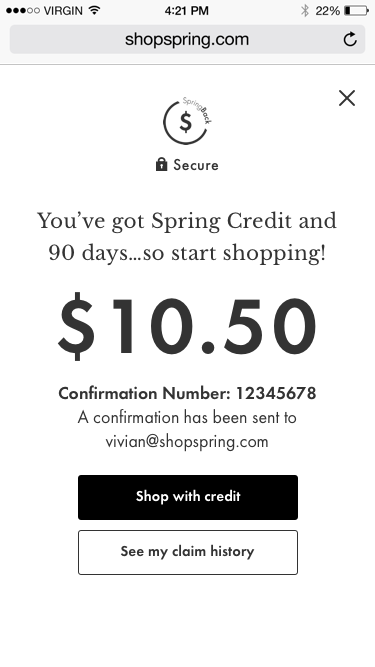 VIRGIN 4:21 PM 22%
shopspring.com
SpringBack
$
Secure
You’ve got Spring Credit and
90 days…so start shopping!
$10.50
Confirmation Number: 12345678
A confirmation has been sent to
vivian@shopspring.com
Shop with credit
See my claim history